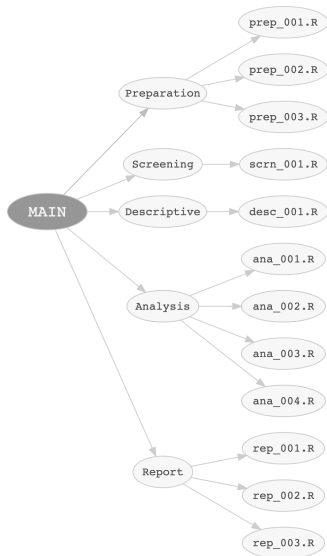 prep_001.R
prep_002.R
Preparation
prep_003.R
Screening
scrn_001.R
MAIN
Descriptive
desc_001.R
ana_001.R
Analysis
ana_002.R
ana_003.R
ana_004.R
rep_001.R
Report
rep_002.R
rep_003.R